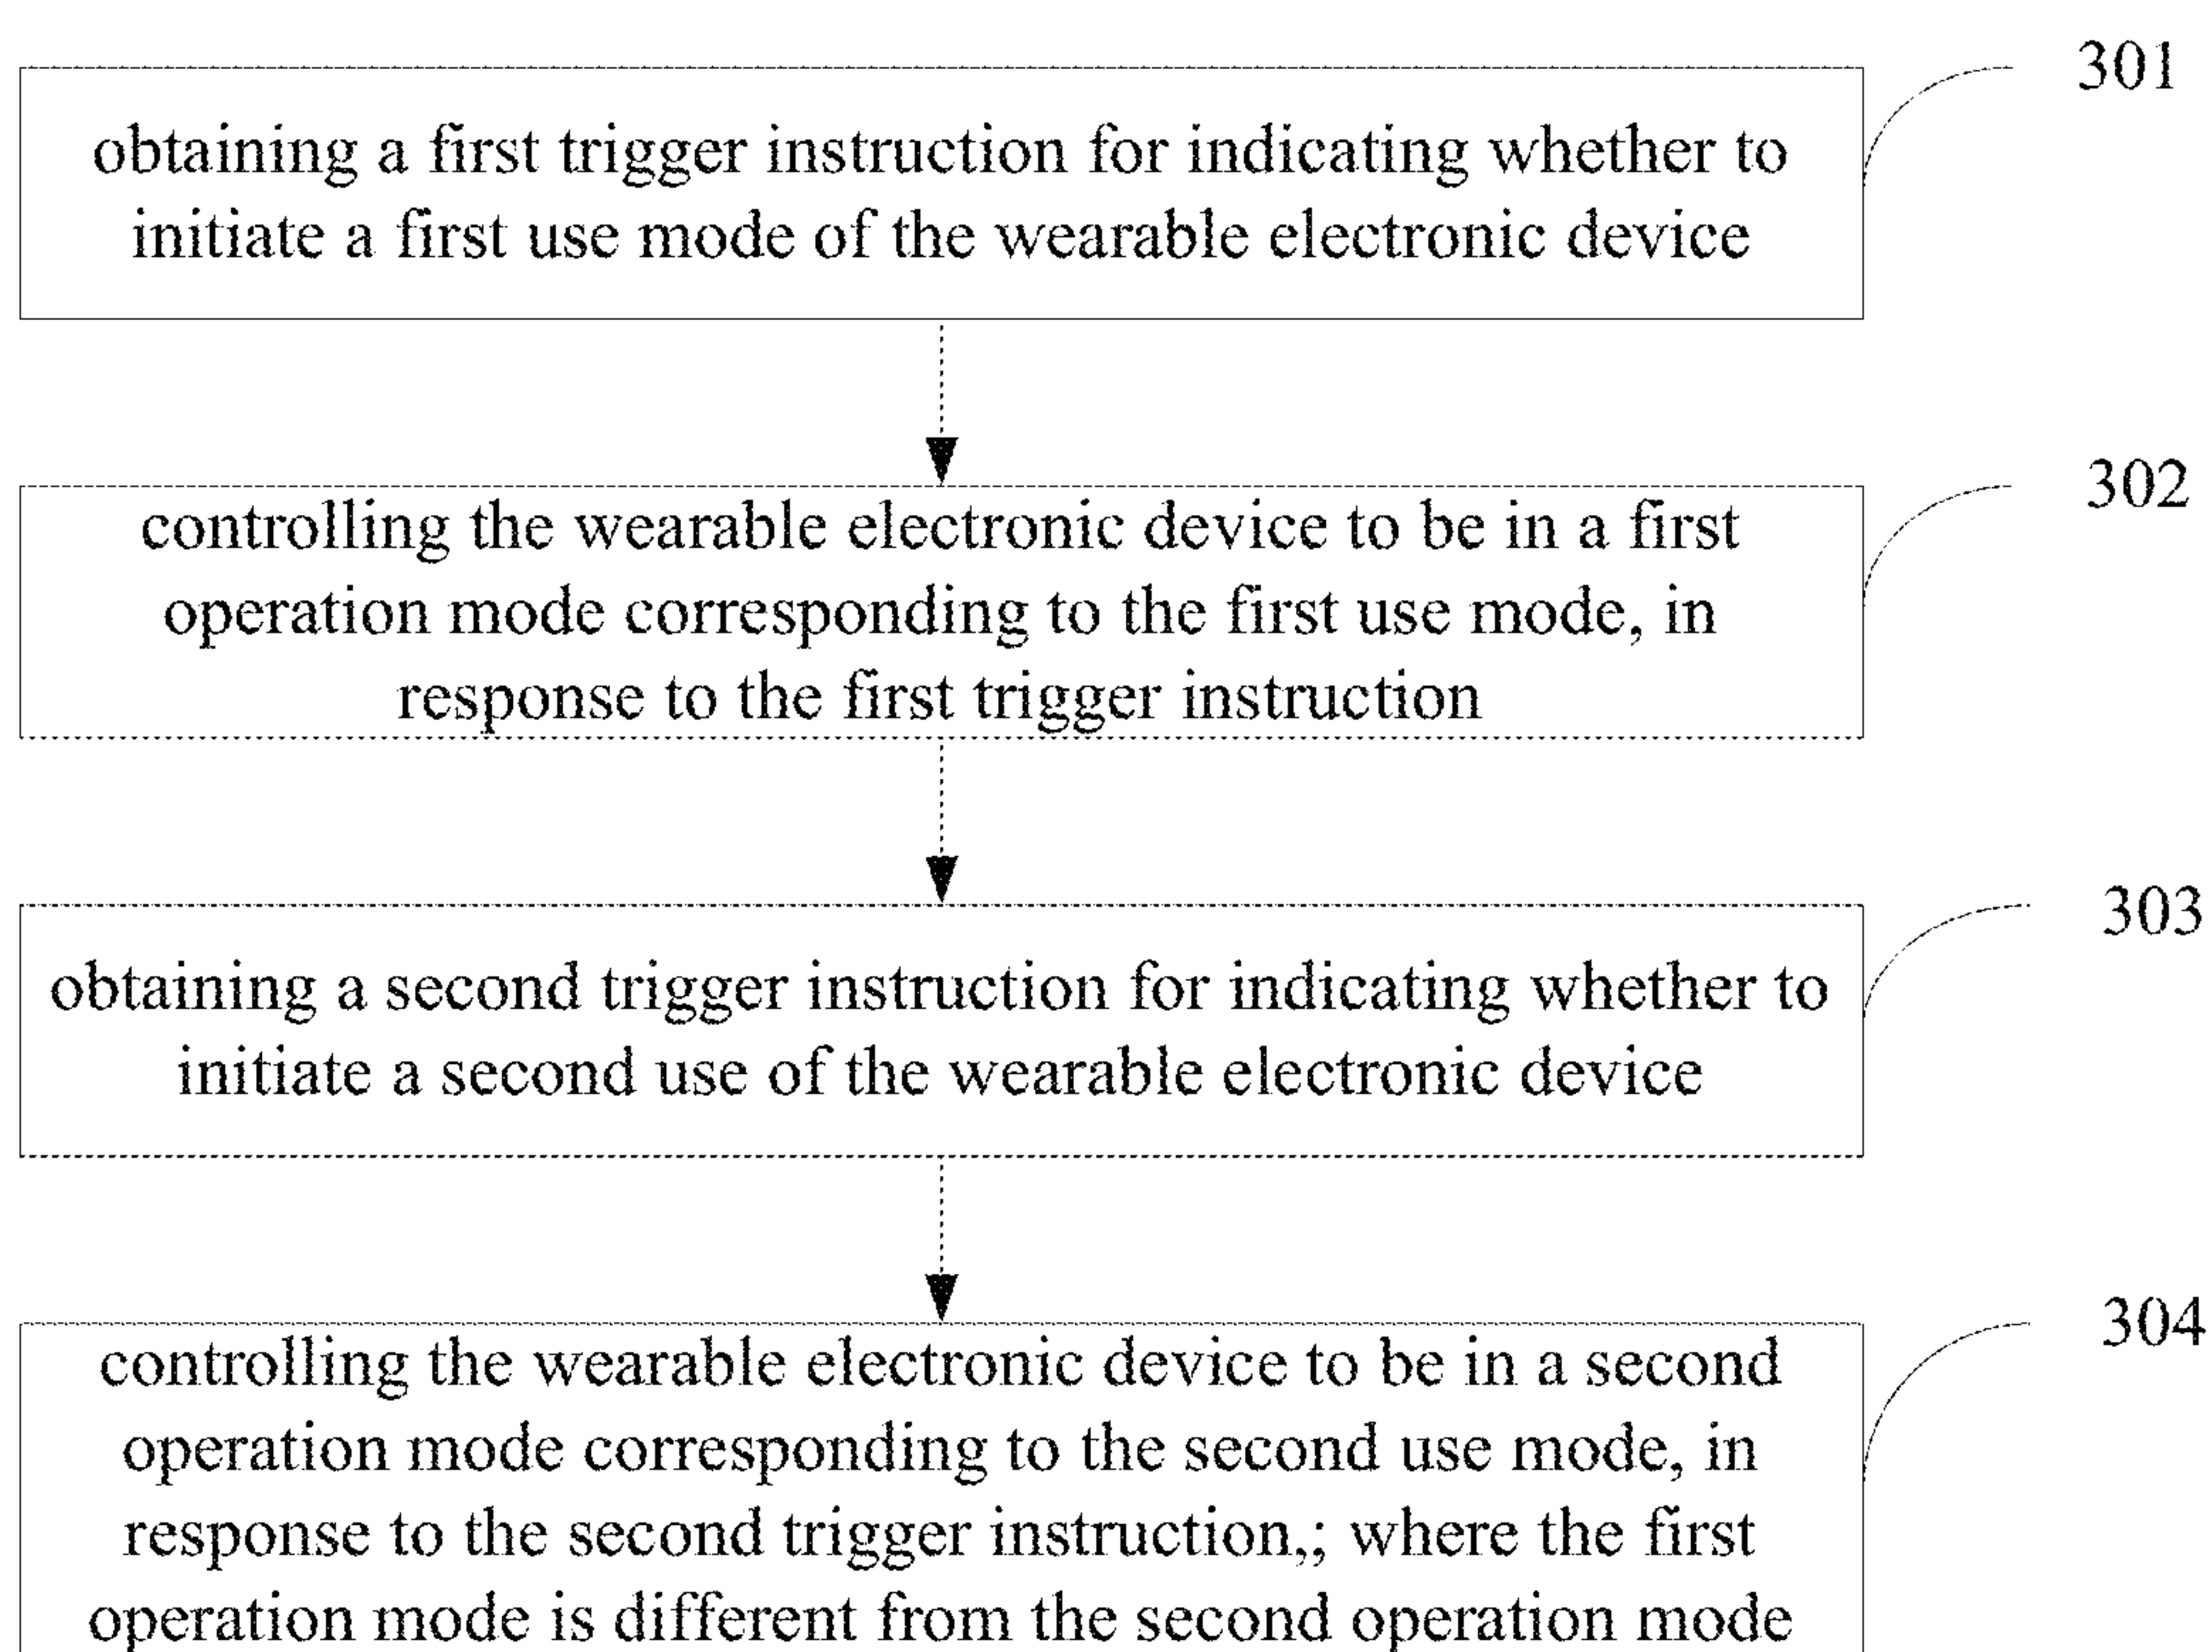 301
obtaining a first trigger instruction for indicating whether to
initiate a first use mode of the wearable electronic device
302
controlling the wearable electronic device to be in a first
operation mode corresponding to the first use mode, in
response to the first trigger instruction
303
obtaining a second trigger instruction for indicating whether to
initiate a second use of the wearable electronic device
304
controlling the wearable electronic device to be in a second
operation mode corresponding to the second use mode, in
response to the second trigger instruction,; where the first
operation mode is different from the second operation mode